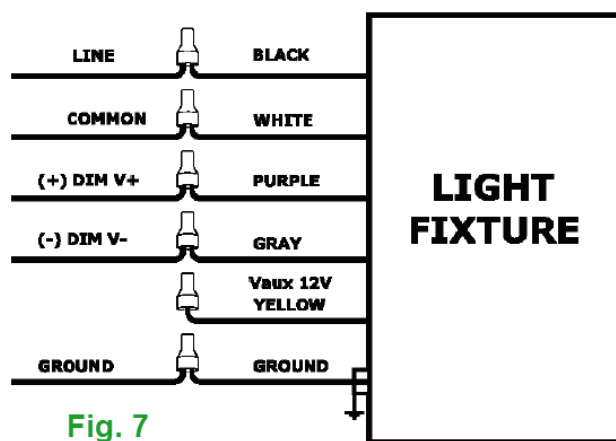 LINE BLACK
COMMON WHITE
(+) DIM V+ PURPLE
(-) DIM V- GRAY
Vaux 12V
YELLOW
GROUND GROUND
LIGHT
FIXTURE
Fig. 7